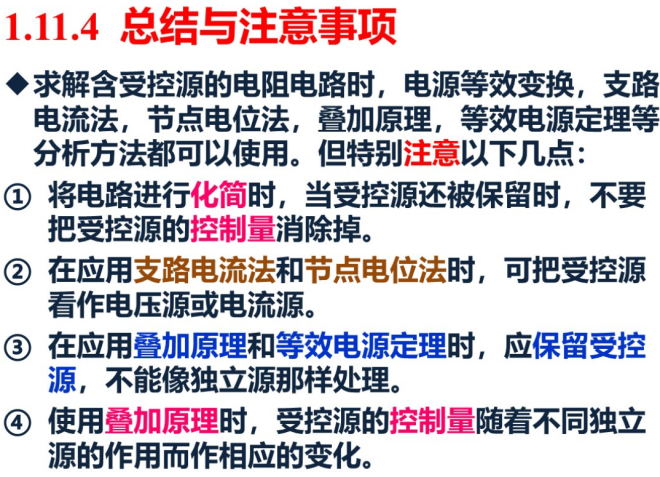 1.11.4 总结与注意事项
◆求解含受控源的电阻电路时，电源等效变换，支路
电流法，节点电位法，叠加原理，等效电源定理等
分析方法都可以使用。但特别注意以下几点：
① 将电路进行化简时，当受控源还被保留时，不要
把受控源的控制量消除掉。
② 在应用支路电流法和节点电位法时，可把受控源
看作电压源或电流源。
③ 在应用叠加原理和等效电源定理时，应保留受控
源，不能像独立源那样处理。
④ 使用叠加原理时，受控源的控制量随着不同独立
源的作用而作相应的变化。